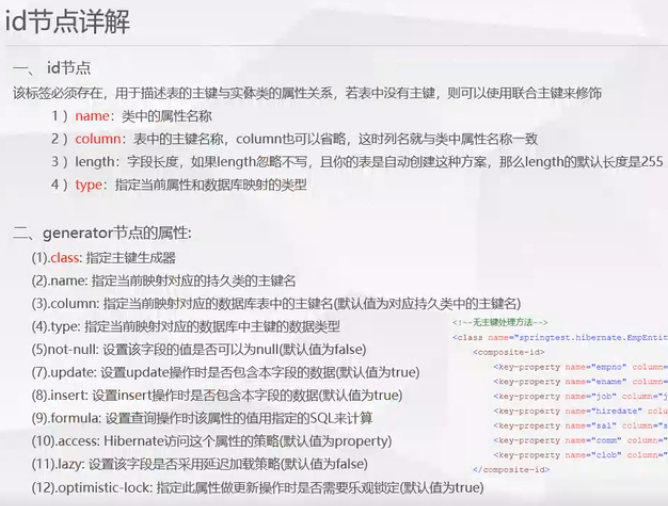 id节点详解
一、 id节点
该标签必须存在，用于描述表的主键与实体类的属性关系，若表中没有主键，则可以使用联合主键来修饰
1 ）name：类中的属性名称
2 ）column：表中的主键名称，column也可以省略，这时列名就与类中属性名称一致
3 ）length：字段长度，如果length忽略不写，且你的表是自动创建这种方案，那么length的默认长度是255
4 ）type：指定当前属性和数据库映射的类型
二、generator节点的属性:
(1).class: 指定主键生成器
(2).name: 指定当前映射对应的持久类的主键名
(3).column: 指定当前映射对应的数据库表中的主键名(默认值为对应持久类中的主键名)
(4).type: 指定当前映射对应的数据库中主键的数据类型
(5)not-null: 设置该字段的值是否可以为null(默认值为false)
(7).update: 设置update操作时是否包含本字段的数据(默认值为true)
(8).insert: 设置insert操作时是否包含本字段的数据(默认值为true)
(9).formula: 设置查询操作时该属性的值用指定的SQL来计算
(10).access: Hibernate访问这个属性的策略(默认值为property)
(11).lazy: 设置该字段是否采用延迟加载策略(默认值为false)
(12).optimistic-lock: 指定此属性做更新操作时是否需要乐观锁定(默认值为true)
<!--无主键处理方法-->
<class name="springtest.hibernate.EmpEntit
<composite-id>
<key-property name="empno" column=
<key-property name="ename" column=
<key-property name="job" column="j
<key-property name="hiredate" colum
<key-property name="sal" column="s
<key-property name="comm" column="
<key-property name="clob" column="
</composite-id>